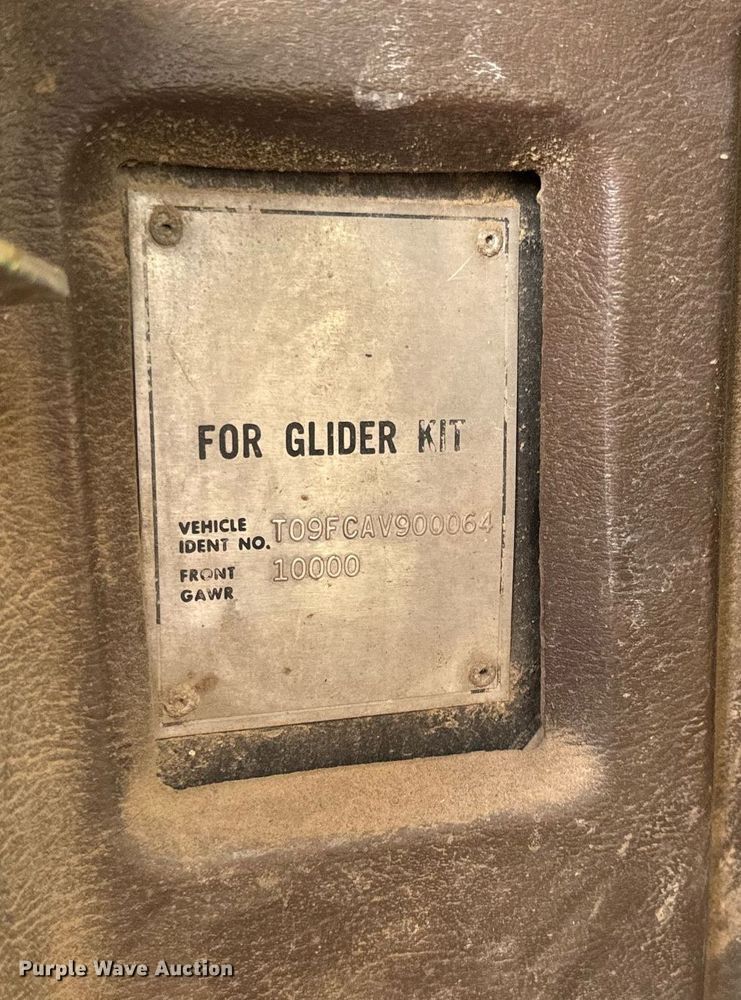 FOR GLIDER KIT
VEHICLE IDENT NO. T09FCAV900064
FRONT GAWR 10000
Purple Wave Auction